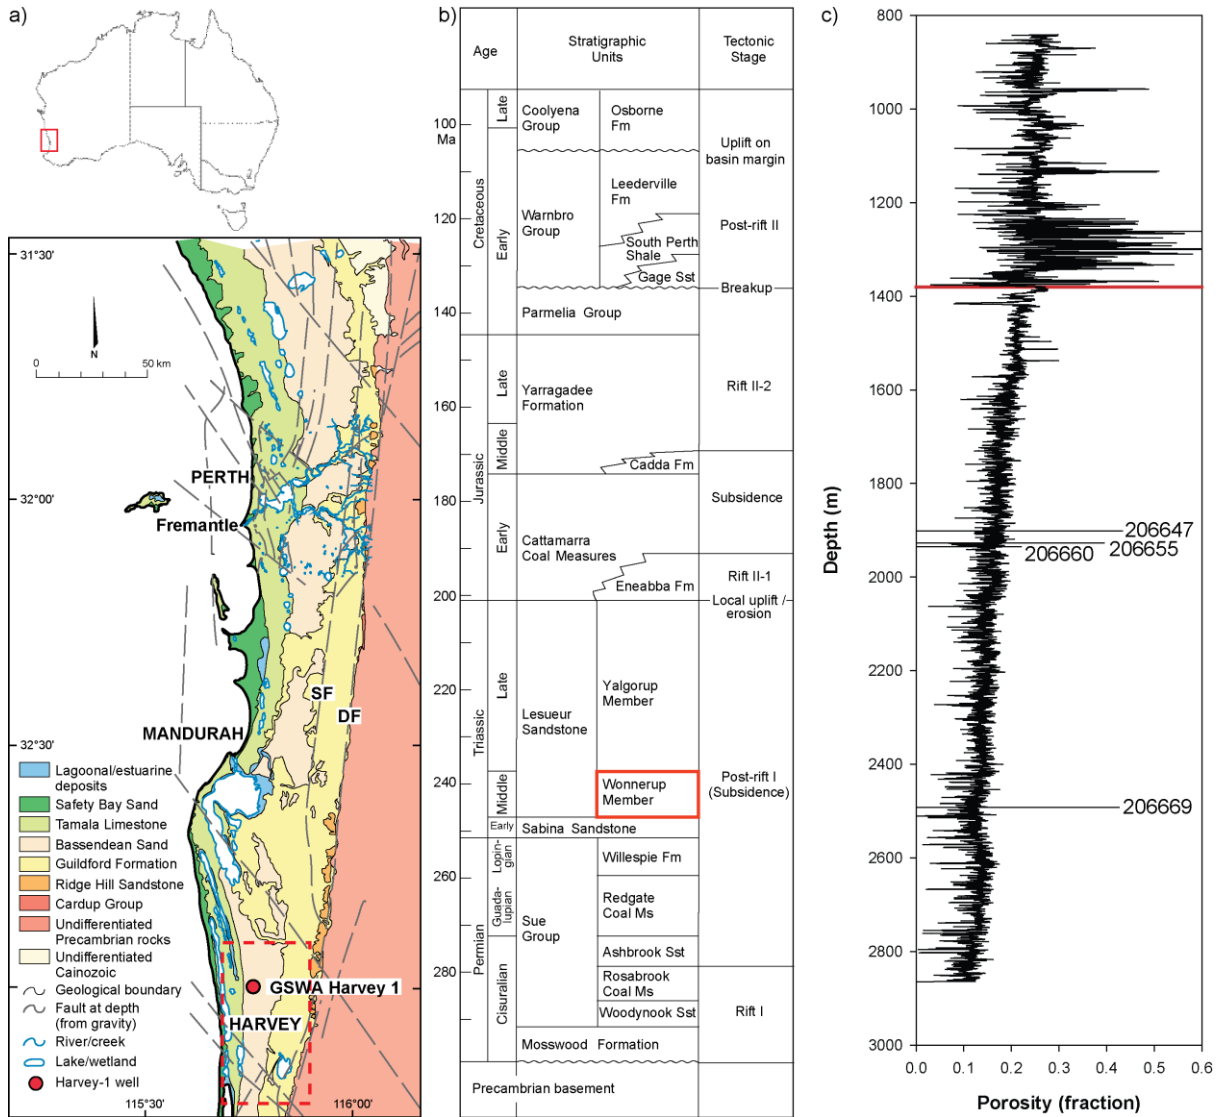 a)
31°30'
N
0
50 km
PERTH
32°00'
Fremantle
SF
DF
MANDURAH
32°30'
Lagoonal/estuarine
deposits
Safety Bay Sand
Tamala Limestone
Bassendean Sand
Guildford Formation
Ridge Hill Sandstone
Cardup Group
Undifferentiated
Precambrian rocks
Undifferentiated
Cainozoic
Geological boundary
Fault at depth
(from gravity)
River/creek
Lake/wetland
Harvey-1 well
GSWA Harvey 1
HARVEY
115°30'
116°00'
b)
Age
Stratigraphic
Units
Tectonic
Stage
100
Ma
120
140
160
180
200
220
240
260
280
Cretaceous
Late
Early
Jurassic
Late
Middle
Early
Triassic
Late
Middle
Early
Permian
Lopin-
gian
Guada-
lupian
Cisuralian
Coolyena
Group
Osborne
Fm
Warnbro
Group
Leederville
Fm
South Perth
Shale
Gage Sst
Parmelia Group
Yarragadee
Formation
Cadda Fm
Cattamarra
Coal Measures
Eneabba Fm
Lesueur
Sandstone
Yalgorup
Member
Wonnerup
Member
Sabina Sandstone
Sue
Group
Willespie Fm
Redgate
Coal Ms
Ashbrook Sst
Rosabrook
Coal Ms
Woodynook Sst
Mosswood Formation
Precambrian basement
Uplift on
basin margin
Post-rift II
Breakup
Rift II-2
Subsidence
Rift II-1
Local uplift /
erosion
Post-rift I
(Subsidence)
Rift I
c)
800
1000
1200
1400
1600
1800
2000
2200
2400
2600
2800
3000
Depth (m)
206647
206655
206660
206669
0.0 0.1 0.2 0.3 0.4 0.5 0.6
Porosity (fraction)